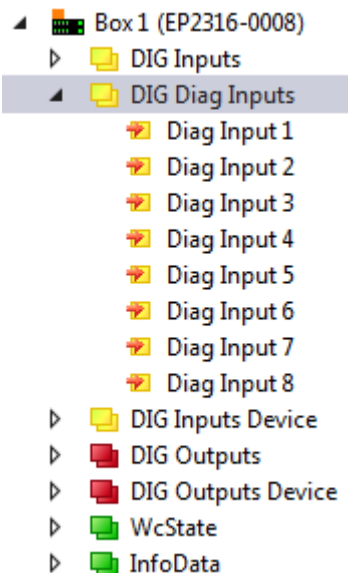 Box 1 (EP2316-0008)
DIG Inputs
DIG Diag Inputs
Diag Input 1
Diag Input 2
Diag Input 3
Diag Input 4
Diag Input 5
Diag Input 6
Diag Input 7
Diag Input 8
DIG Inputs Device
DIG Outputs
DIG Outputs Device
WcState
InfoData